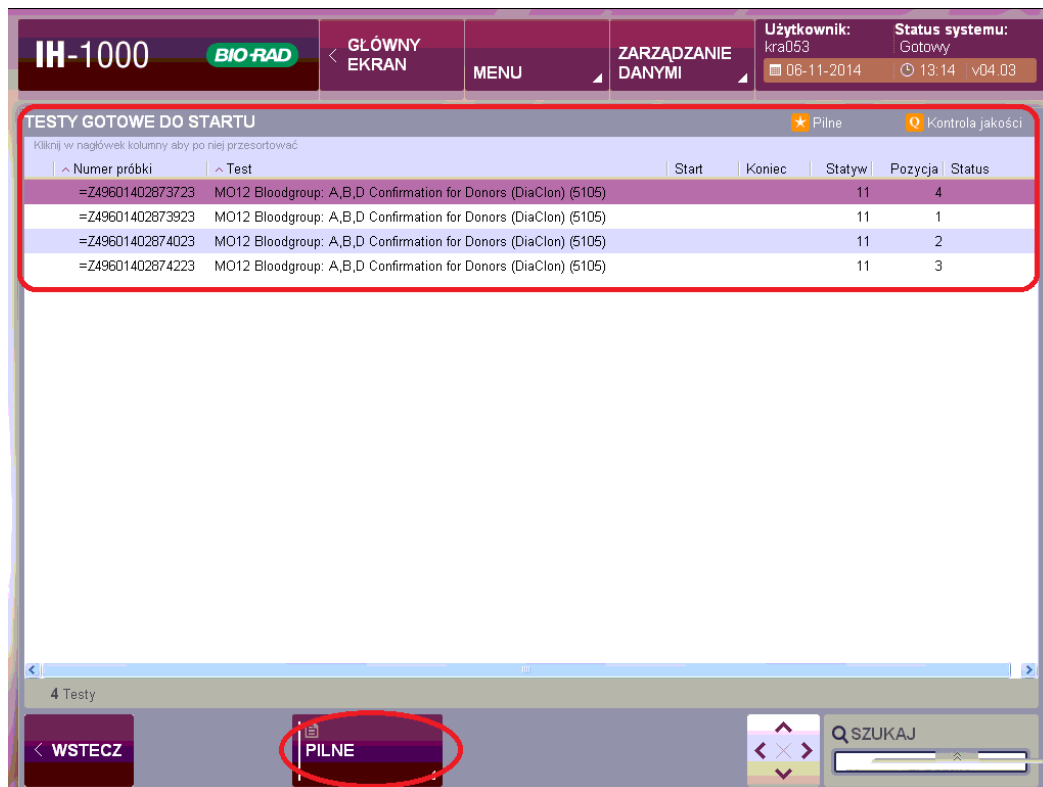 IH-1000
BIO-RAD
< GŁÓWNY EKRAN
MENU
ZARZĄDZANIE DANYMI
Użytkownik:
kra053
06-11-2014
Status systemu:
Gotowy
13:14 v04.03
TESTY GOTOWE DO STARTU
Pilne
Q Kontrola jakości
Kliknij w nagłówek kolumny aby po niej przesortować
Numer próbki Test Start Koniec Statyw Pozycja Status
=Z49601402873723 MO12 Bloodgroup: A,B,D Confirmation for Donors (DiaClon) (5105) 11 4
=Z49601402873923 MO12 Bloodgroup: A,B,D Confirmation for Donors (DiaClon) (5105) 11 1
=Z49601402874023 MO12 Bloodgroup: A,B,D Confirmation for Donors (DiaClon) (5105) 11 2
=Z49601402874223 MO12 Bloodgroup: A,B,D Confirmation for Donors (DiaClon) (5105) 11 3
4 Testy
< WSTECZ
PILNE
SZUKAJ